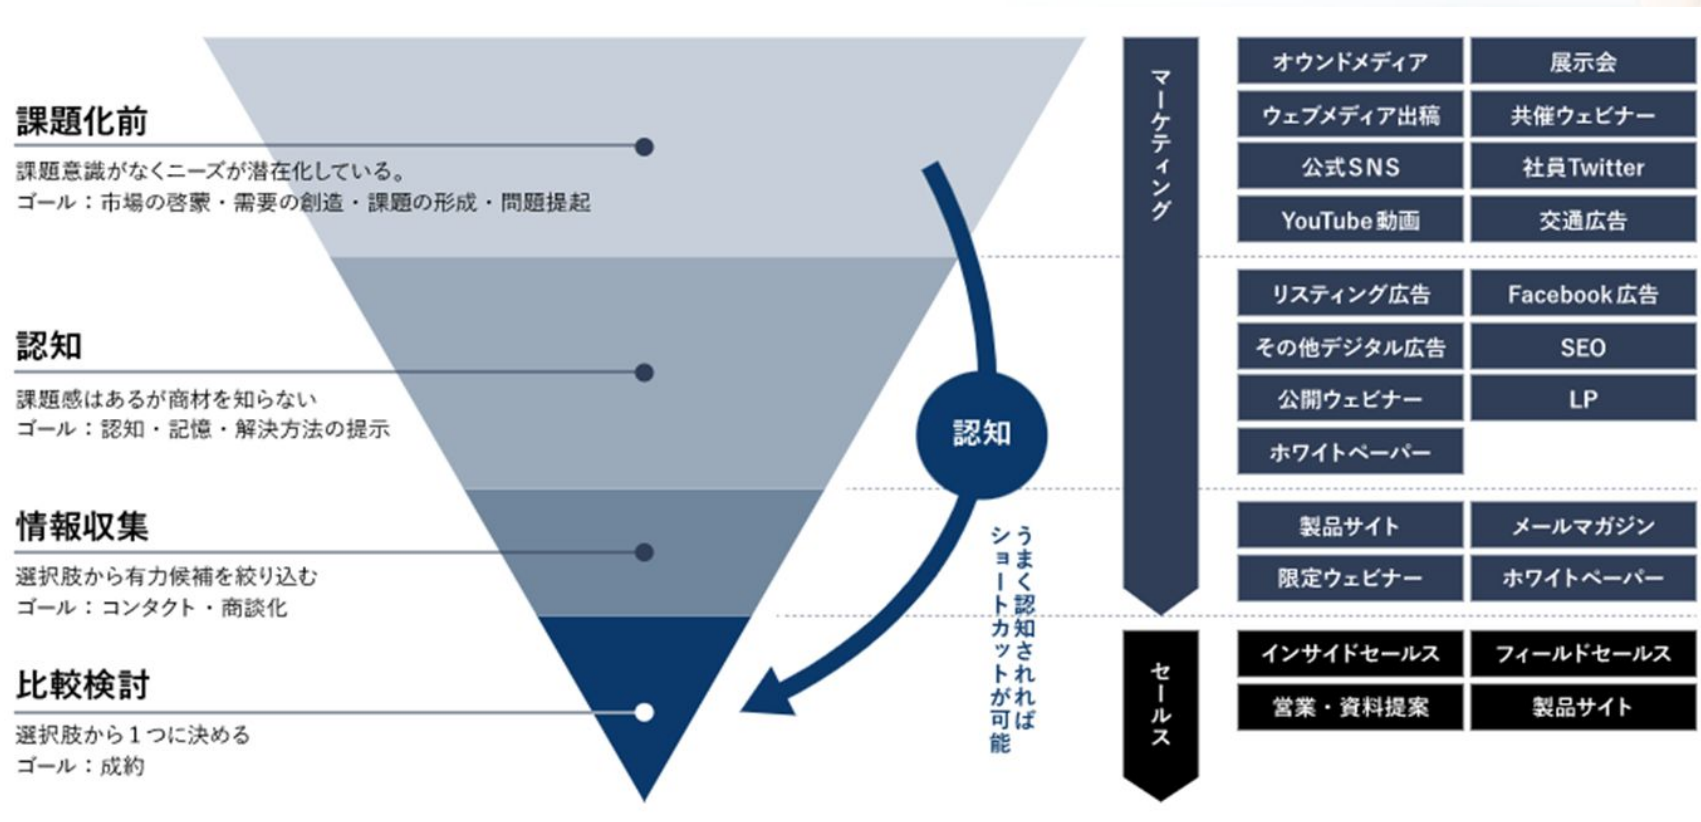 課題化前
課題意識がなくニーズが潜在化している。
ゴール：市場の啓蒙・需要の創造・課題の形成・問題提起
認知
課題感はあるが商材を知らない
ゴール：認知・記憶・解決方法の提示
情報収集
選択肢から有力候補を絞り込む
ゴール：コンタクト・商談化
比較検討
選択肢から１つに決める
ゴール：成約
認知
うまく認知されれば
ショートカットが可能
マーケティング
セールス
オウンドメディア
展示会
ウェブメディア出稿
共催ウェビナー
公式SNS
社員Twitter
YouTube動画
交通広告
リスティング広告
Facebook広告
その他デジタル広告
SEO
公開ウェビナー
LP
ホワイトペーパー
製品サイト
メールマガジン
限定ウェビナー
ホワイトペーパー
インサイドセールス
フィールドセールス
営業・資料提案
製品サイト